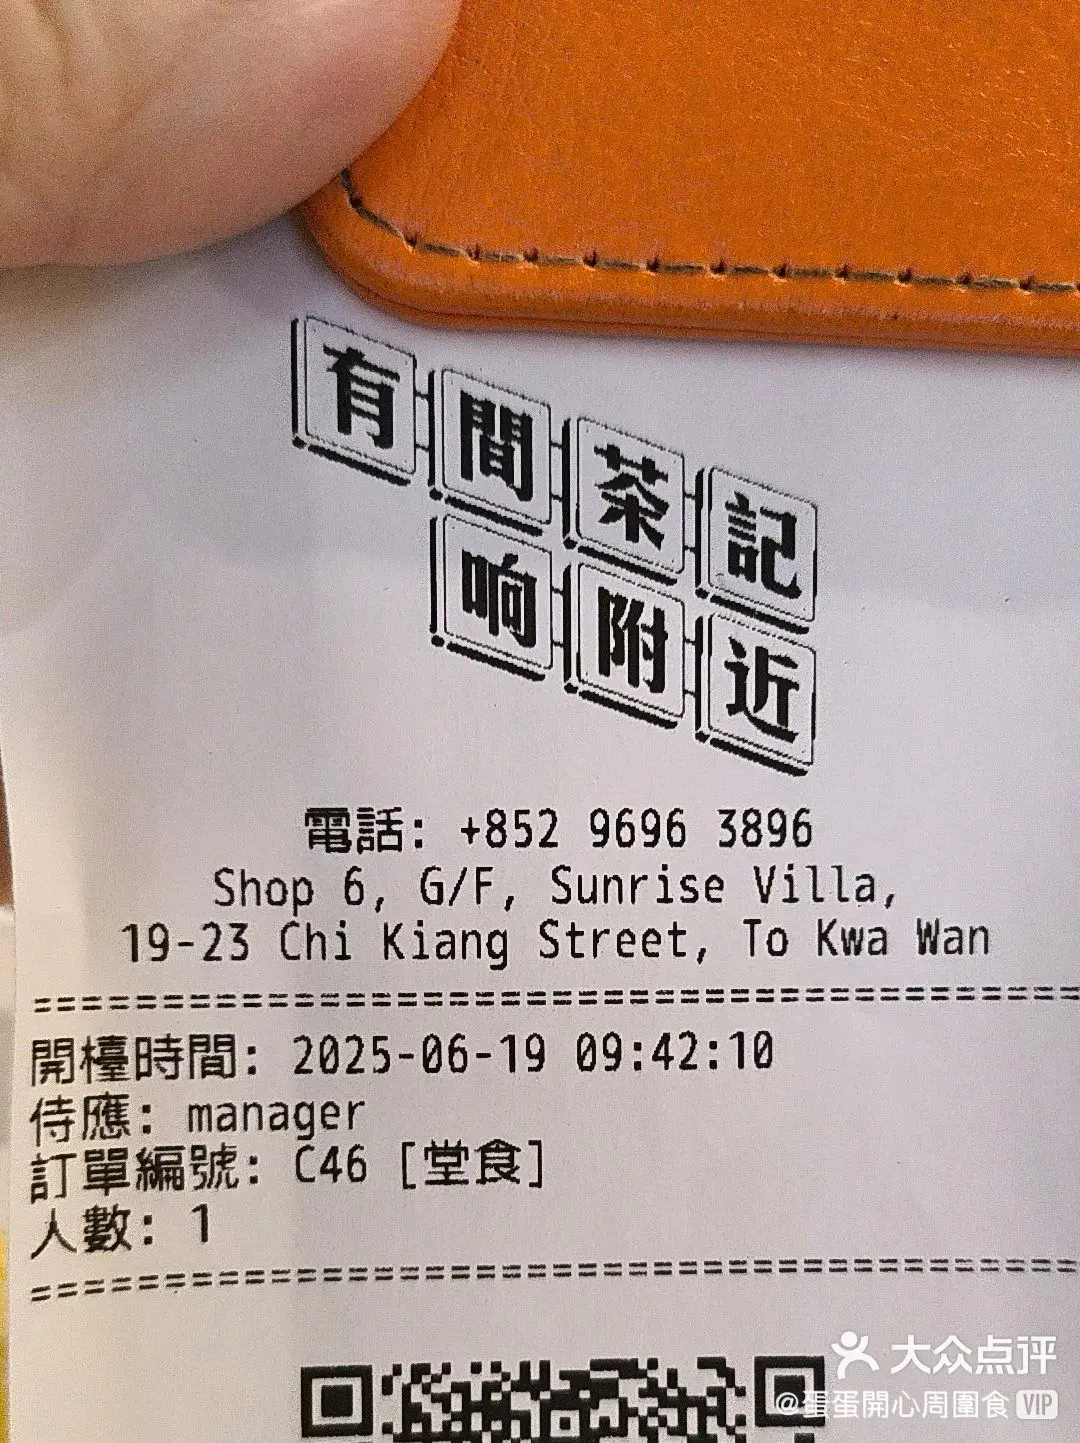 有間茶記
响附近
電話: +852 9696 3896
Shop 6, G/F, Sunrise Villa,
19-23 Chi Kiang Street, To Kwa Wan
==========================================
開檯時間: 2025-06-19 09:42:10
侍應: manager
訂單編號: C46 [堂食]
人數: 1
==========================================
大众点评
@蛋蛋開心周圍食 VIP